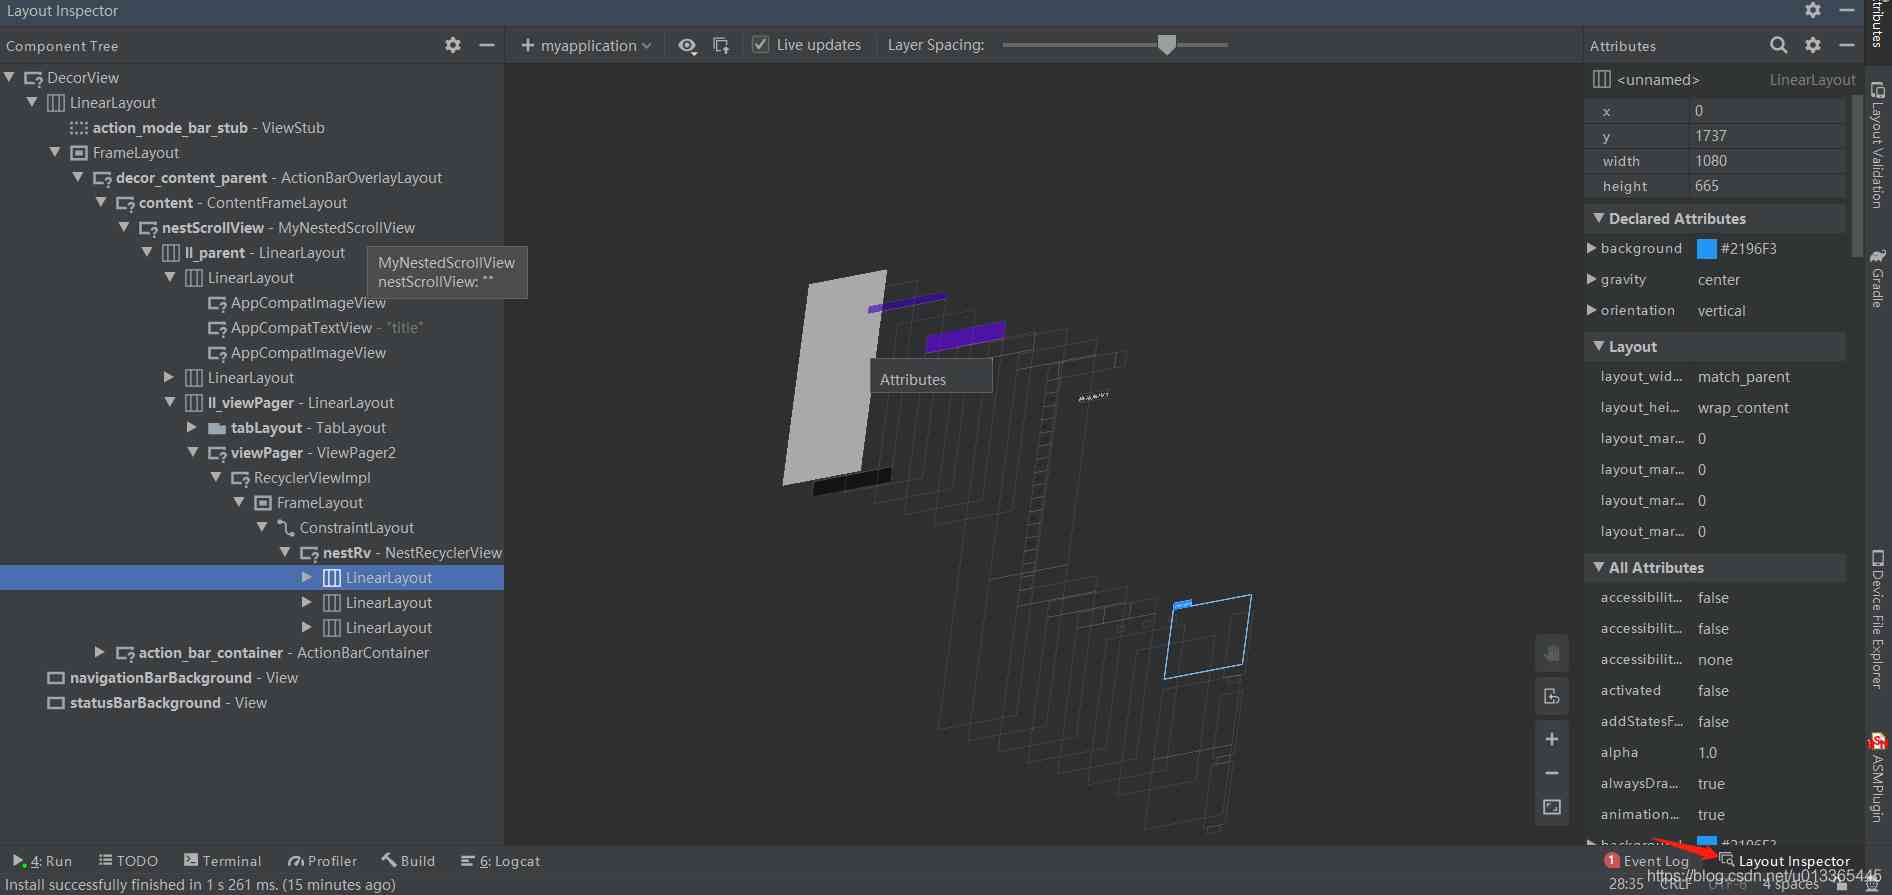 Layout Inspector
Component Tree
myapplication
Live updates
Layer Spacing:
Attributes
DecorView
LinearLayout
action_mode_bar_stub - ViewStub
FrameLayout
decor_content_parent - ActionBarOverlayLayout
content - ContentFrameLayout
nestScrollView - MyNestedScrollView
ll_parent - LinearLayout
LinearLayout
AppCompatImageView
AppCompatTextView - "title"
AppCompatImageView
LinearLayout
ll_viewPager - LinearLayout
tabLayout - TabLayout
viewPager - ViewPager2
RecyclerViewImpl
FrameLayout
ConstraintLayout
nestRv - NestRecyclerView
LinearLayout
LinearLayout
LinearLayout
action_bar_container - ActionBarContainer
navigationBarBackground - View
statusBarBackground - View
MyNestedScrollView
nestScrollView: ""
Attributes
<unnamed> LinearLayout
x 0
y 1737
width 1080
height 665
Declared Attributes
background #2196F3
gravity center
orientation vertical
Layout
layout_wid... match_parent
layout_hei... wrap_content
layout_mar... 0
layout_mar... 0
layout_mar... 0
layout_mar... 0
All Attributes
accessibilit... false
accessibilit... false
accessibilit... none
activated false
addStatesF... false
alpha 1.0
alwaysDra... true
animation... true
Layout Validation
Gradle
Device File Explorer
ASMPlugin
4: Run
TODO
Terminal
Profiler
Build
6: Logcat
1 Event Log
Layout Inspector
Install successfully finished in 1 s 261 ms. (15 minutes ago)
28:35 CRLF UTF-8 4 spaces
https://blog.csdn.net/u013365445